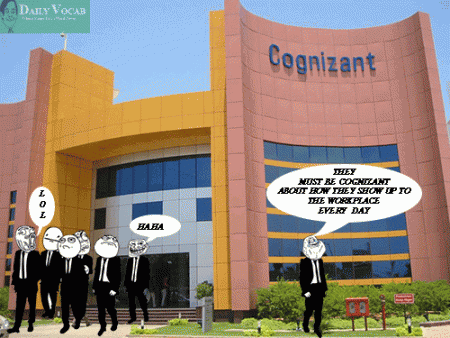 DAILY VOCAB
Cognizant
L
O
L
HAHA
THEY
MUST BE COGNIZANT
ABOUT HOW THEY SHOW UP TO
THE WORKPLACE
EVERY DAY